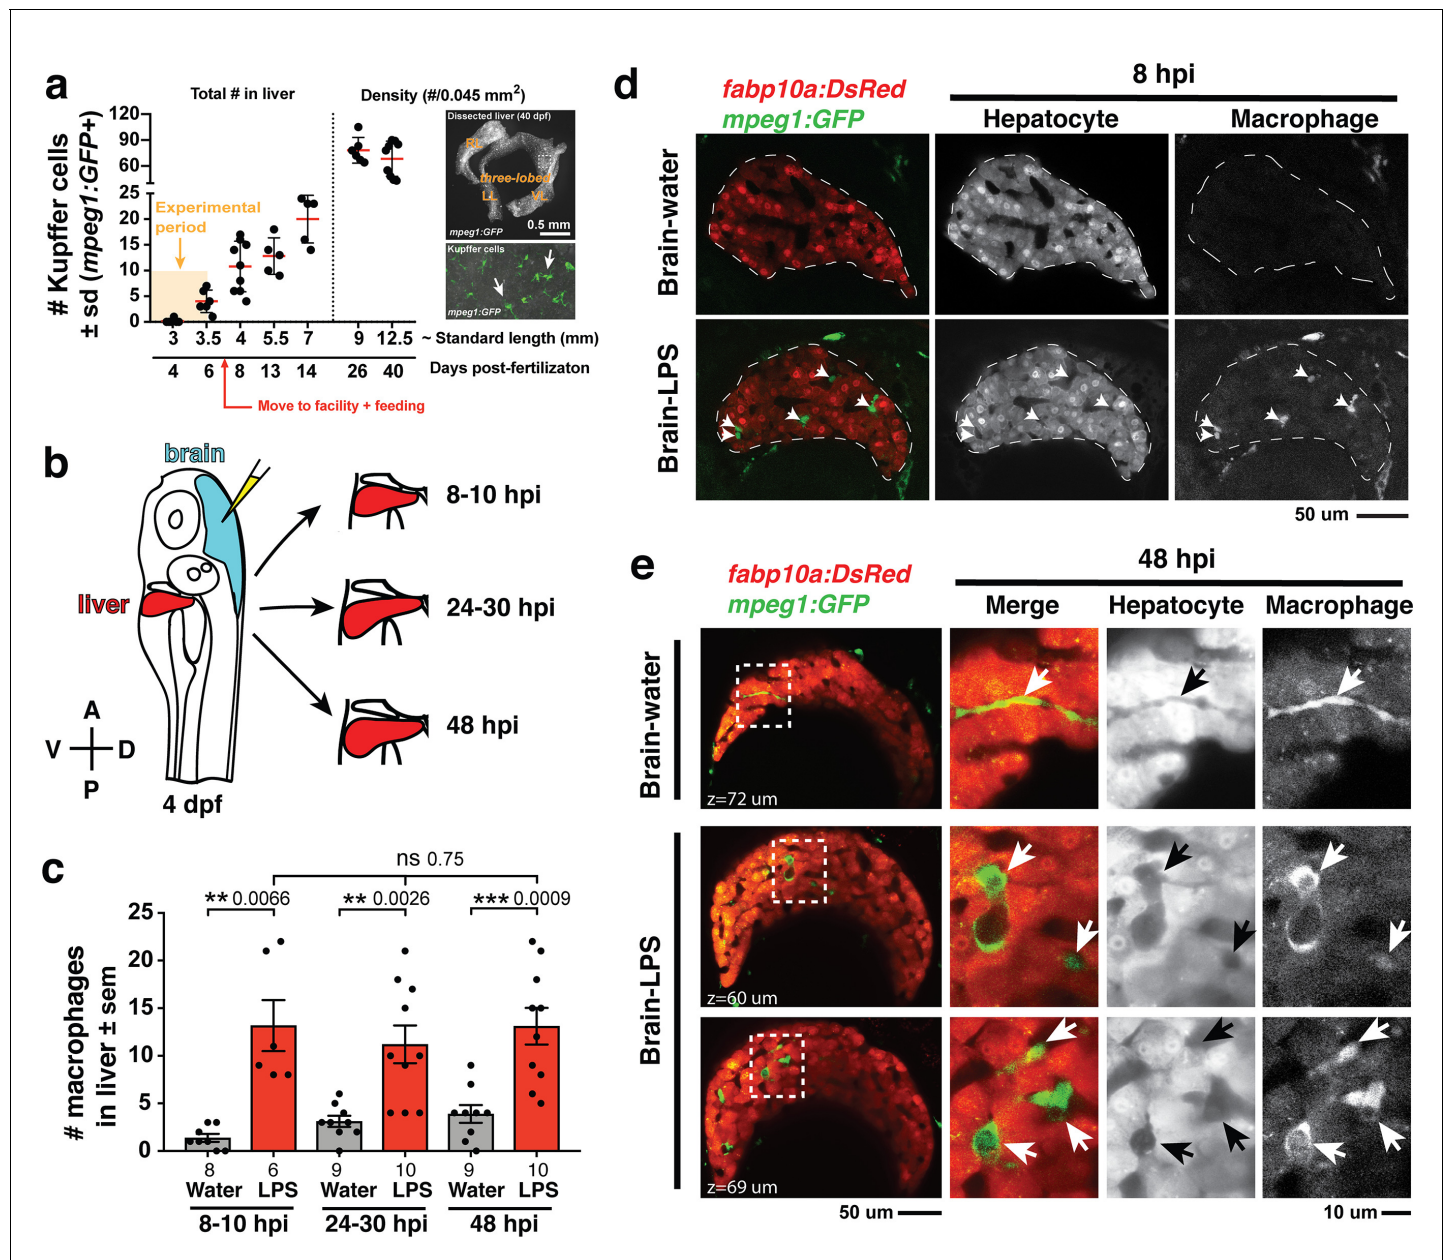 a
Total # in liver
Density (#/0.045 mm2)
# Kupffer cells
± sd (mpeg1:GFP+)
120
90
60
25
20
15
10
5
0
Experimental
period
Dissected liver (40 dpf)
RL
three-lobed
LL
VL
0.5 mm
mpeg1:GFP
Kupffer cells
mpeg1:GFP
3 3.5 4 5.5 7 9 12.5 ~ Standard length (mm)
4 6 8 13 14 26 40 Days post-fertilizaton
Move to facility + feeding
b
brain
liver
8-10 hpi
24-30 hpi
48 hpi
A
V D
P
4 dpf
c
ns 0.75
** 0.0066 ** 0.0026 *** 0.0009
# macrophages
in liver ± sem
25
20
15
10
5
0
8 6 9 10 9 10
Water LPS Water LPS Water LPS
8-10 hpi 24-30 hpi 48 hpi
d
fabp10a:DsRed
mpeg1:GFP
8 hpi
Hepatocyte Macrophage
Brain-water
Brain-LPS
50 um
e
fabp10a:DsRed
mpeg1:GFP
48 hpi
Merge Hepatocyte Macrophage
Brain-water
z=72 um
Brain-LPS
z=60 um
z=69 um
50 um
10 um